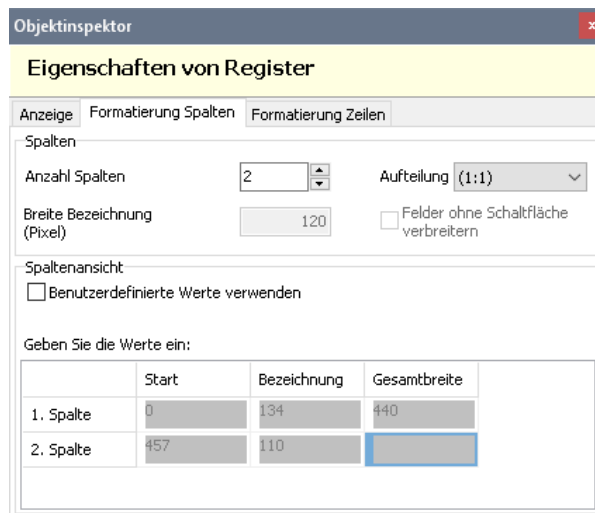 Objektinspektor x
Eigenschaften von Register
Anzeige Formatierung Spalten Formatierung Zeilen
Spalten
Anzahl Spalten 2 Aufteilung (1:1)
Breite Bezeichnung (Pixel) 120 Felder ohne Schaltfläche verbreitern
Spaltenansicht
Benutzerdefinierte Werte verwenden
Geben Sie die Werte ein:
Start Bezeichnung Gesamtbreite
1. Spalte 0 134 440
2. Spalte 457 110